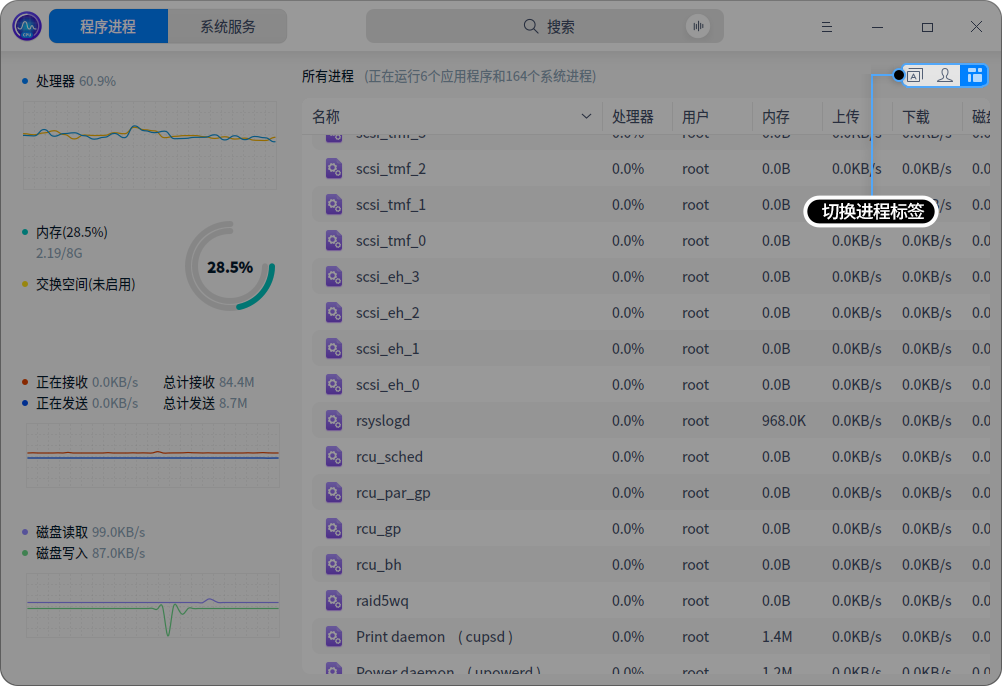 程序进程 系统服务 搜索
处理器 60.9%
所有进程 (正在运行6个应用程序和164个系统进程)
名称 处理器 用户 内存 上传 下载 磁盘
scsi_tmf_3 0.0% root 0.0B 0.0KB/s 0.0KB/s 0.0
scsi_tmf_2 0.0% root 0.0B 0.0KB/s 0.0KB/s 0.0
scsi_tmf_1 0.0% root 0.0B 0.0KB/s 0.0
切换进程标签
scsi_tmf_0 0.0% root 0.0B 0.0KB/s 0.0KB/s 0.0
scsi_eh_3 0.0% root 0.0B 0.0KB/s 0.0KB/s 0.0
scsi_eh_2 0.0% root 0.0B 0.0KB/s 0.0KB/s 0.0
scsi_eh_1 0.0% root 0.0B 0.0KB/s 0.0KB/s 0.0
scsi_eh_0 0.0% root 0.0B 0.0KB/s 0.0KB/s 0.0
rsyslogd 0.0% root 968.0K 0.0KB/s 0.0KB/s 0.0
rcu_sched 0.0% root 0.0B 0.0KB/s 0.0KB/s 0.0
rcu_par_gp 0.0% root 0.0B 0.0KB/s 0.0KB/s 0.0
rcu_gp 0.0% root 0.0B 0.0KB/s 0.0KB/s 0.0
rcu_bh 0.0% root 0.0B 0.0KB/s 0.0KB/s 0.0
raid5wq 0.0% root 0.0B 0.0KB/s 0.0KB/s 0.0
Print daemon (cupsd) 0.0% root 1.4M 0.0KB/s 0.0KB/s 0.0
Power daemon (upowerd) 0.0% root 1.2M 0.0KB/s 0.0KB/s 0.0
内存(28.5%)
2.19/8G
28.5%
交换空间(未启用)
正在接收 0.0KB/s 总计接收 84.4M
正在发送 0.0KB/s 总计发送 8.7M
磁盘读取 99.0KB/s
磁盘写入 87.0KB/s